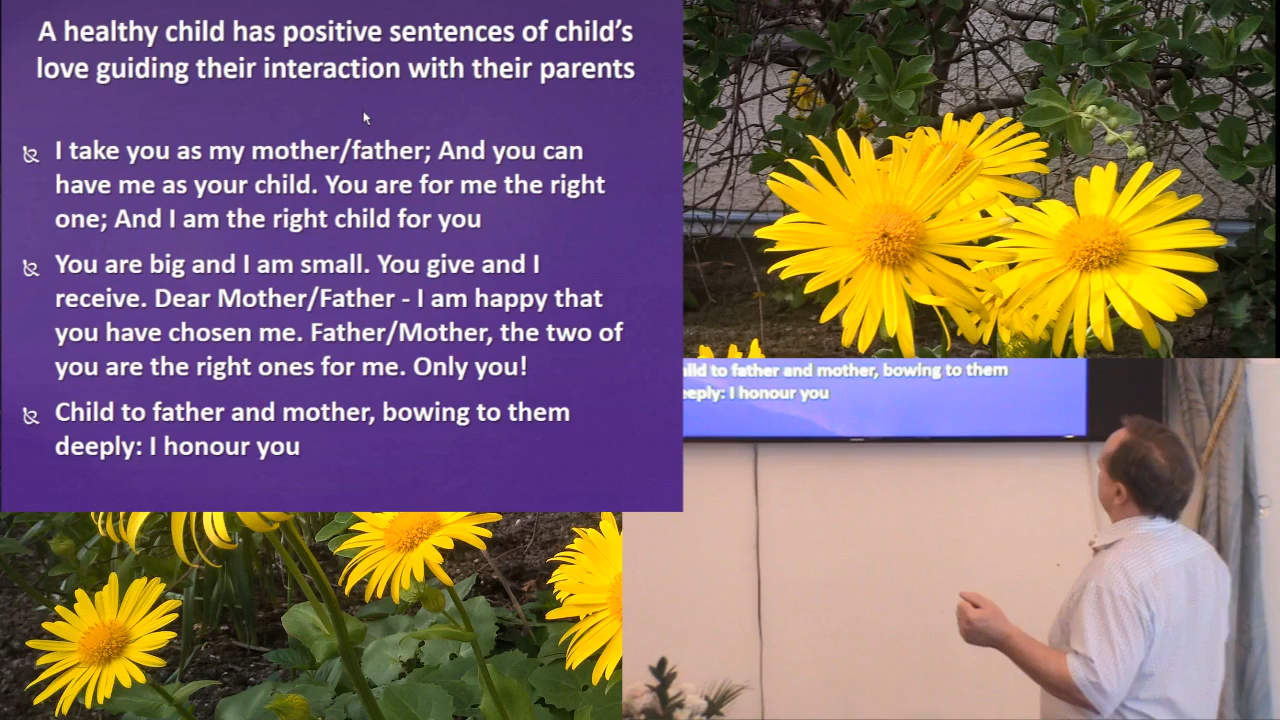 A healthy child has positive sentences of child's
love guiding their interaction with their parents
I take you as my mother/father; And you can
have me as your child. You are for me the right
one; And I am the right child for you
You are big and I am small. You give and I
receive. Dear Mother/Father - I am happy that
you have chosen me. Father/Mother, the two of
you are the right ones for me. Only you!
Child to father and mother, bowing to them
deeply: I honour you
to father and mother, bowing to them
I honour you